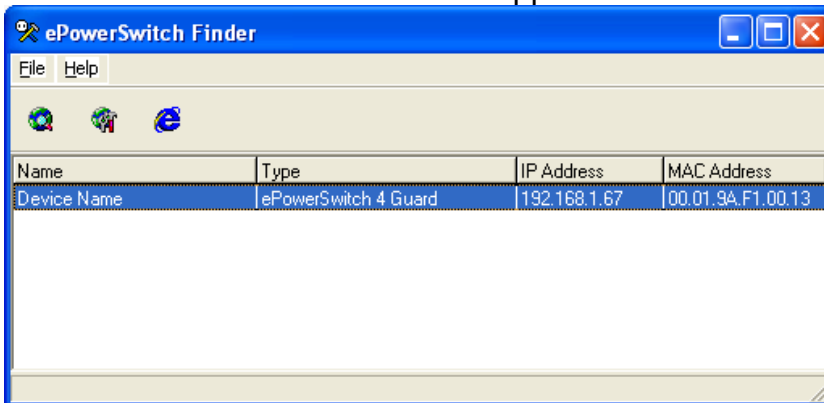 ePowerSwitch Finder
File Help
Name Type IP Address MAC Address
Device Name ePowerSwitch 4 Guard 192.168.1.67 00.01.9A.F1.00.13